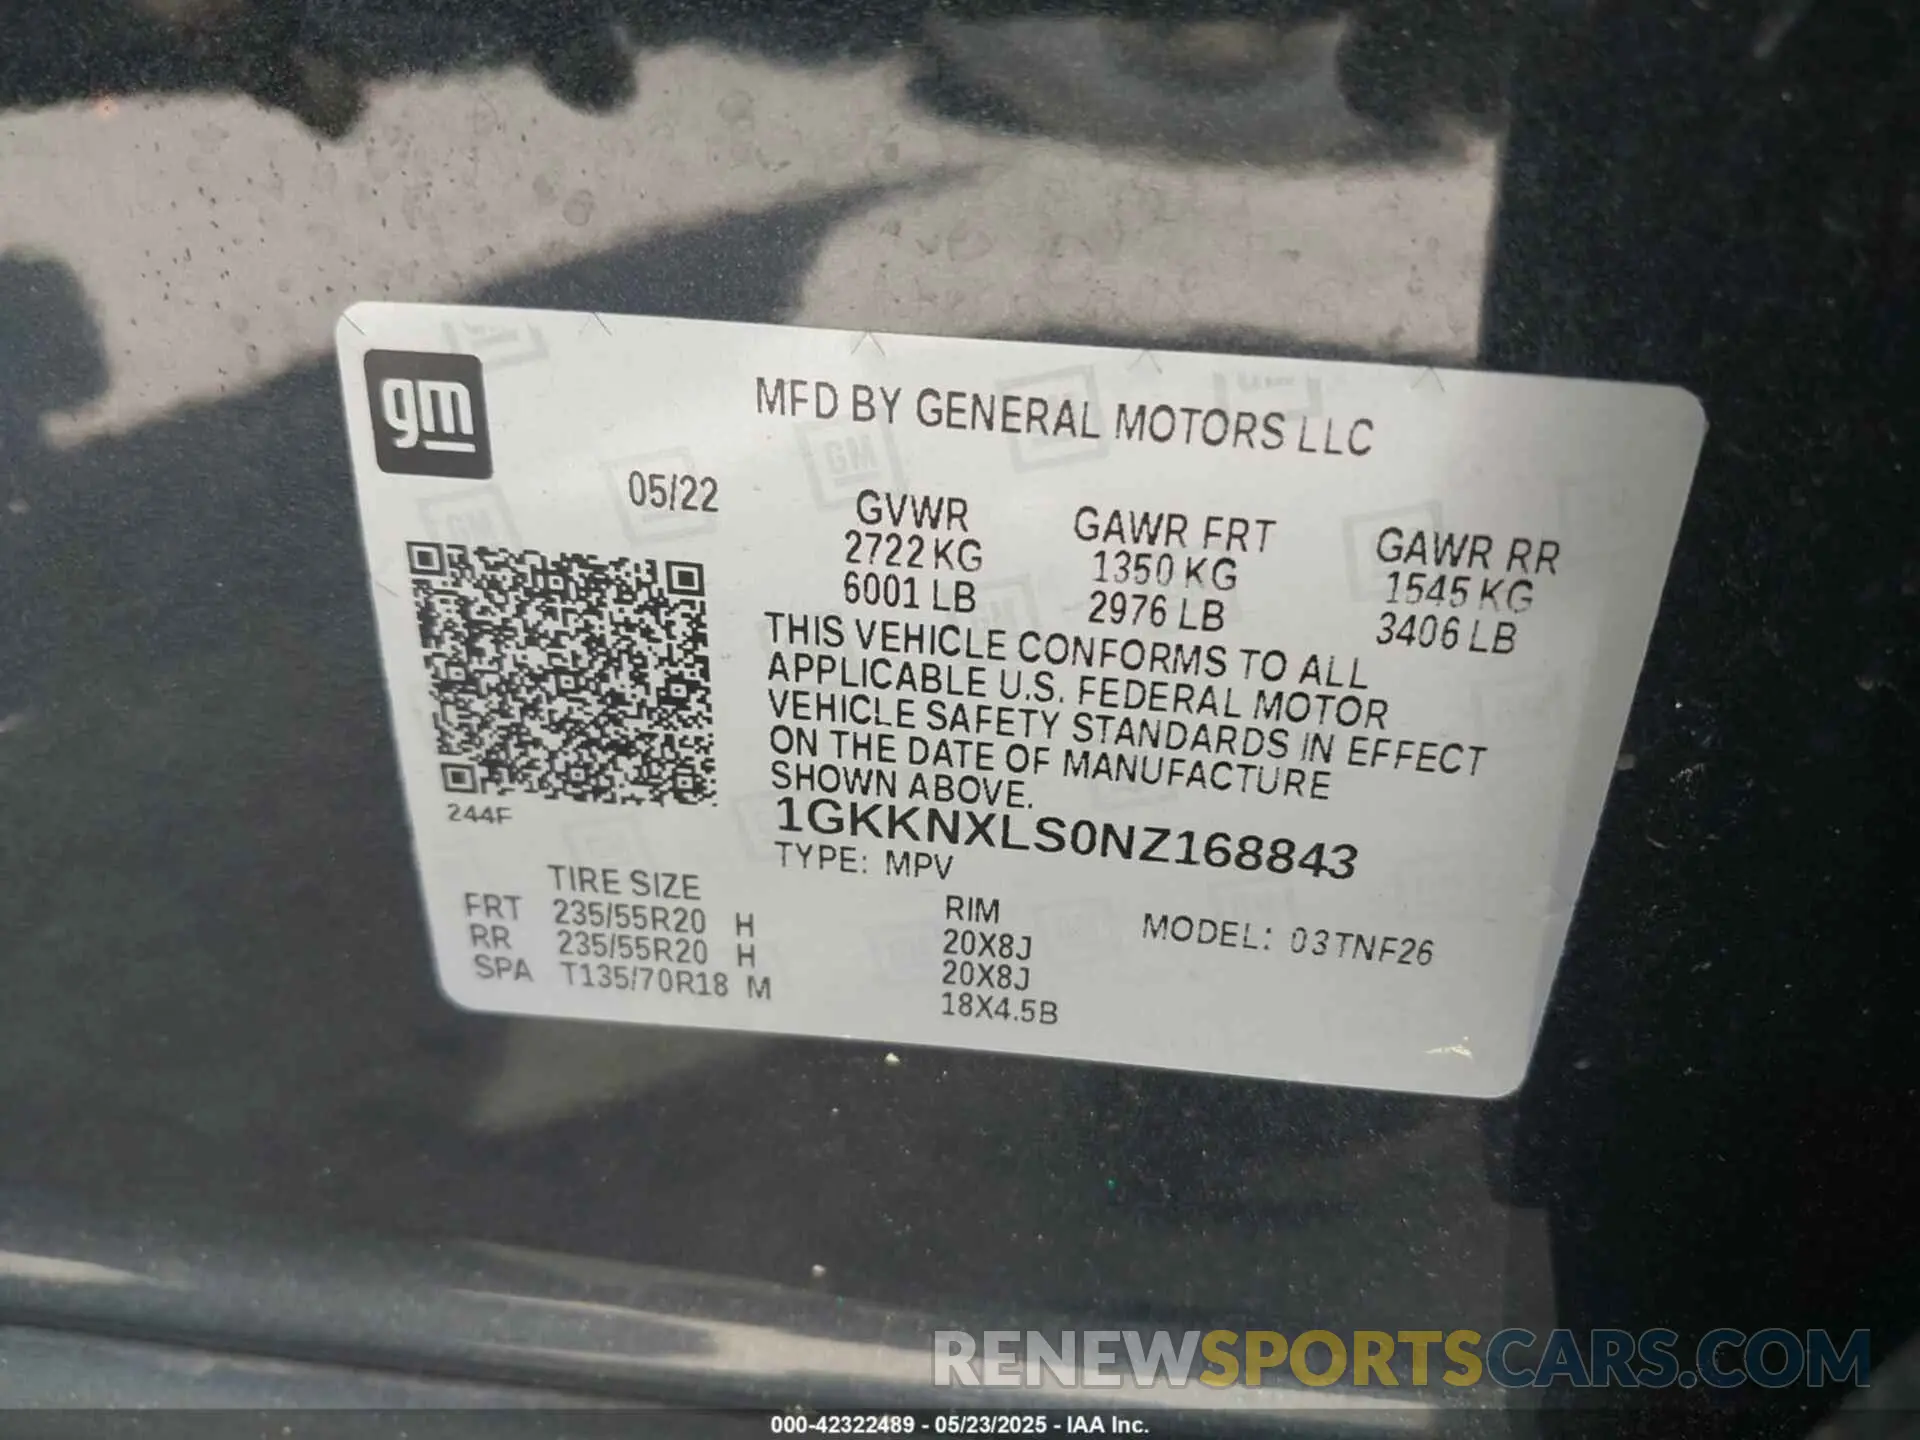 gm
MFD BY GENERAL MOTORS LLC
05/22
GVWR GAWR FRT GAWR RR
2722 KG 1350 KG 1545 KG
6001 LB 2976 LB 3406 LB
THIS VEHICLE CONFORMS TO ALL
APPLICABLE U.S. FEDERAL MOTOR
VEHICLE SAFETY STANDARDS IN EFFECT
ON THE DATE OF MANUFACTURE
SHOWN ABOVE.
244F
1GKKNXLS0NZ168843
TYPE: MPV
TIRE SIZE RIM MODEL: 03TNF26
FRT 235/55R20 H 20X8J
RR 235/55R20 H 20X8J
SPA T135/70R18 M 18X4.5B
RENEWSPORTSCARS.COM
000-42322489 - 05/23/2025 - IAA Inc.